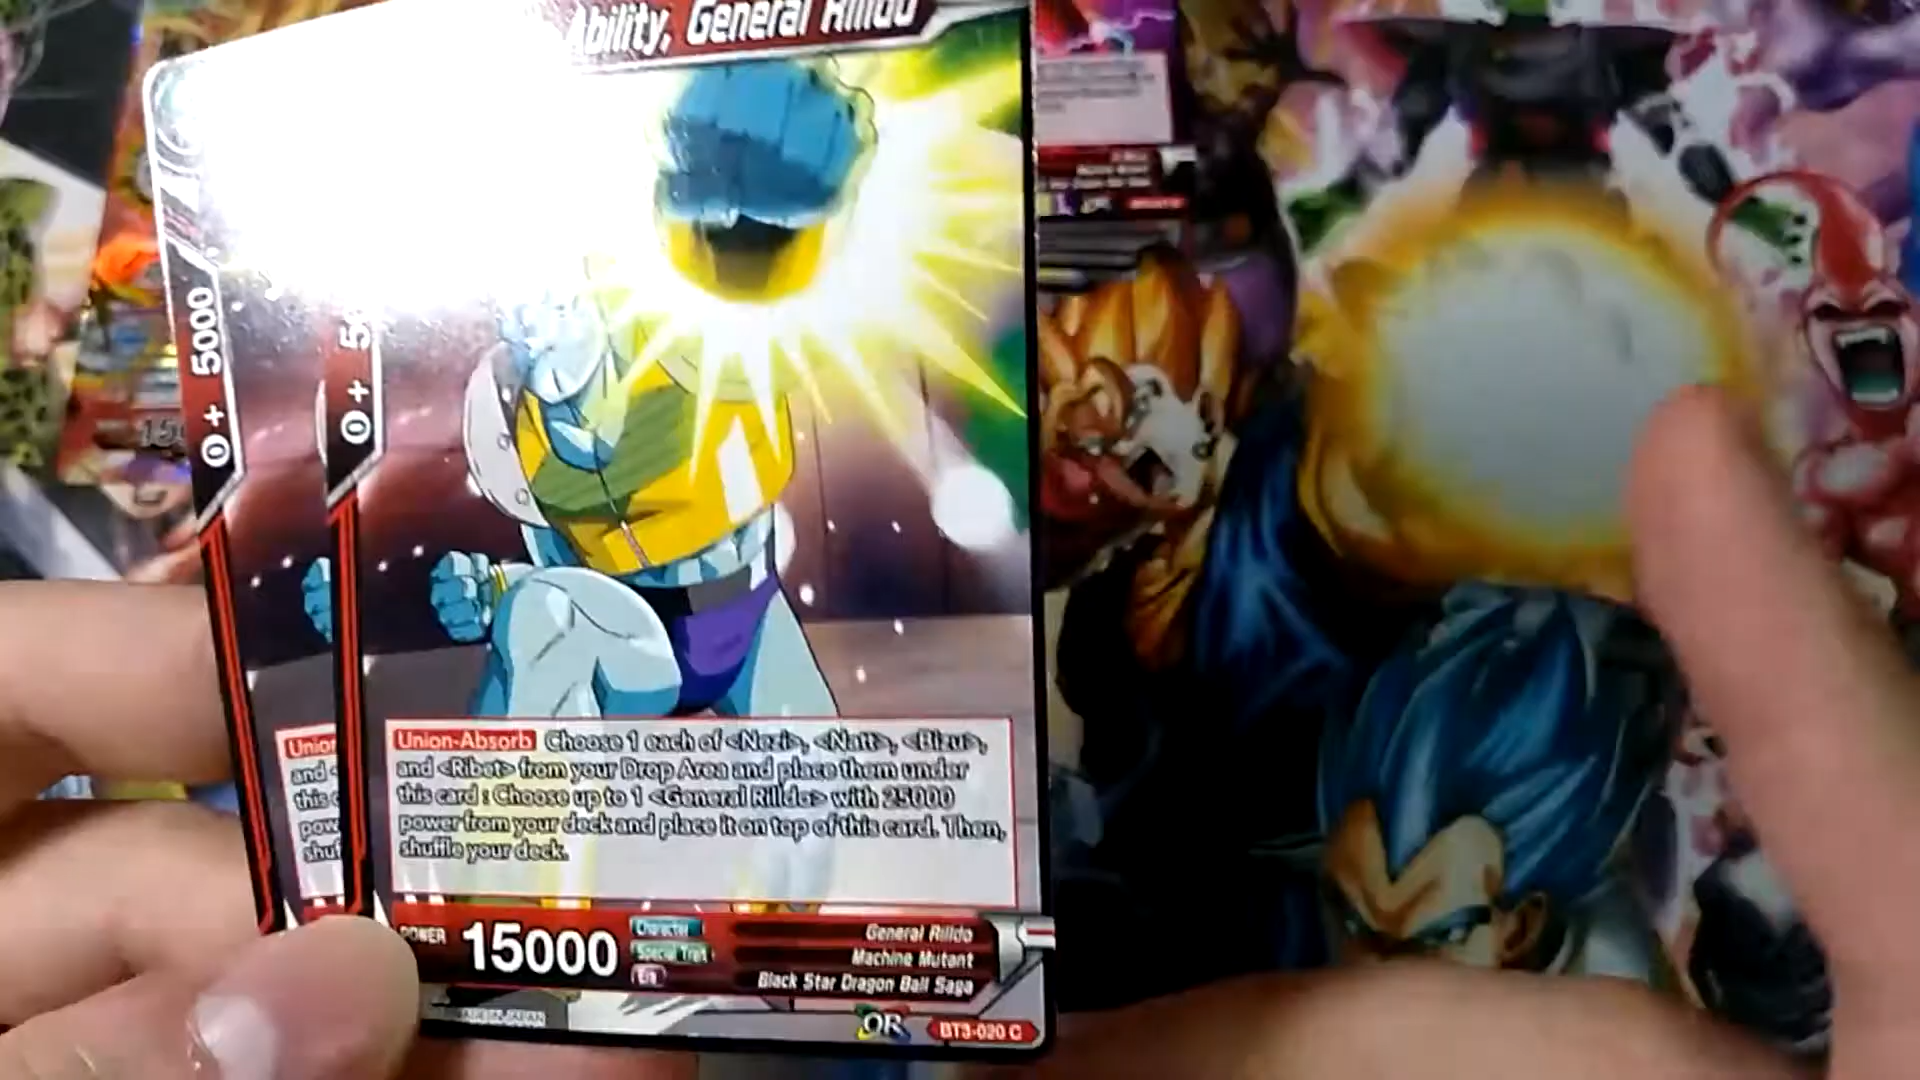 Ability, General Rilldo
0 + 5000
0 + 50
Union-Absorb Choose 1 each of <Nezi>, <Natt>, <Bizu>,
and <Ribet> from your Drop Area and place them under
this card : Choose up to 1 <General Rilldo> with 25000
power from your deck and place it on top of this card. Then,
shuffle your deck.
Union
and <
this c
pow
shuf
POWER 15000
Character General Rilldo
Special Trait Machine Mutant
Era Black Star Dragon Ball Saga
MADE IN JAPAN
QR BT3-020 C